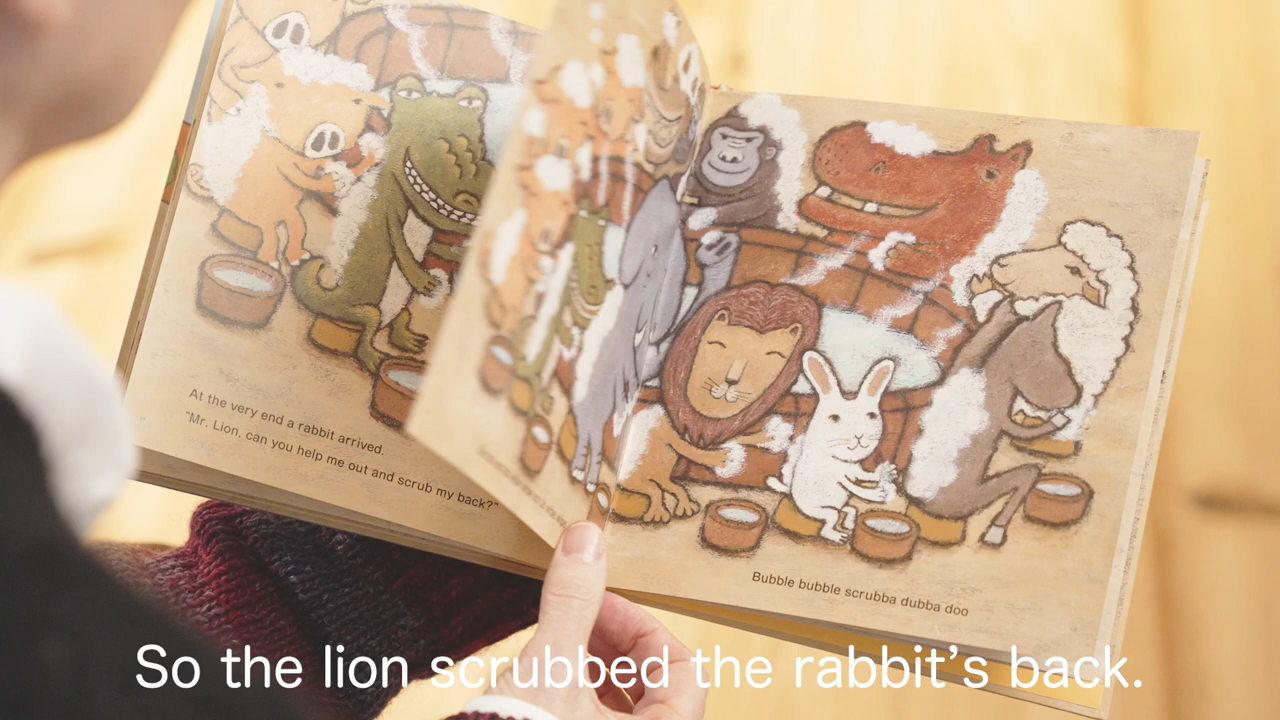 At the very end a rabbit arrived.
"Mr. Lion, can you help me out and scrub my back?"
Bubble bubble scrubba dubba doo
So the lion scrubbed the rabbit's back.